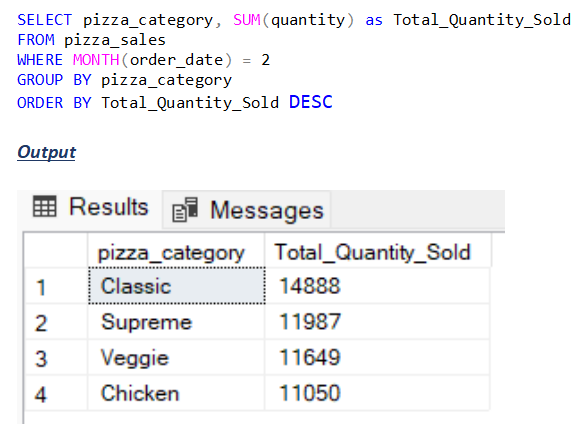 SELECT pizza_category, SUM(quantity) as Total_Quantity_Sold
FROM pizza_sales
WHERE MONTH(order_date) = 2
GROUP BY pizza_category
ORDER BY Total_Quantity_Sold DESC
Output
Results Messages
pizza_category Total_Quantity_Sold
1 Classic 14888
2 Supreme 11987
3 Veggie 11649
4 Chicken 11050